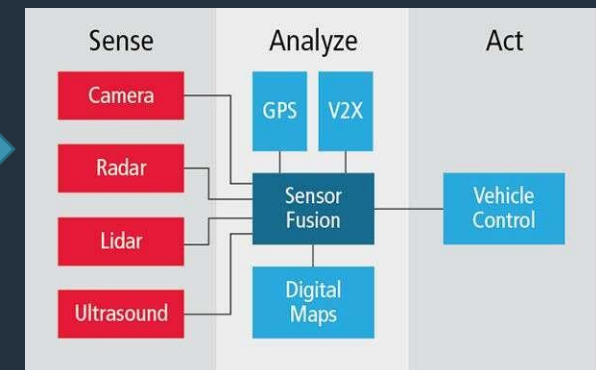 Sense
Analyze
Act
Camera
Radar
Lidar
Ultrasound
GPS
V2X
Sensor
Fusion
Digital
Maps
Vehicle
Control